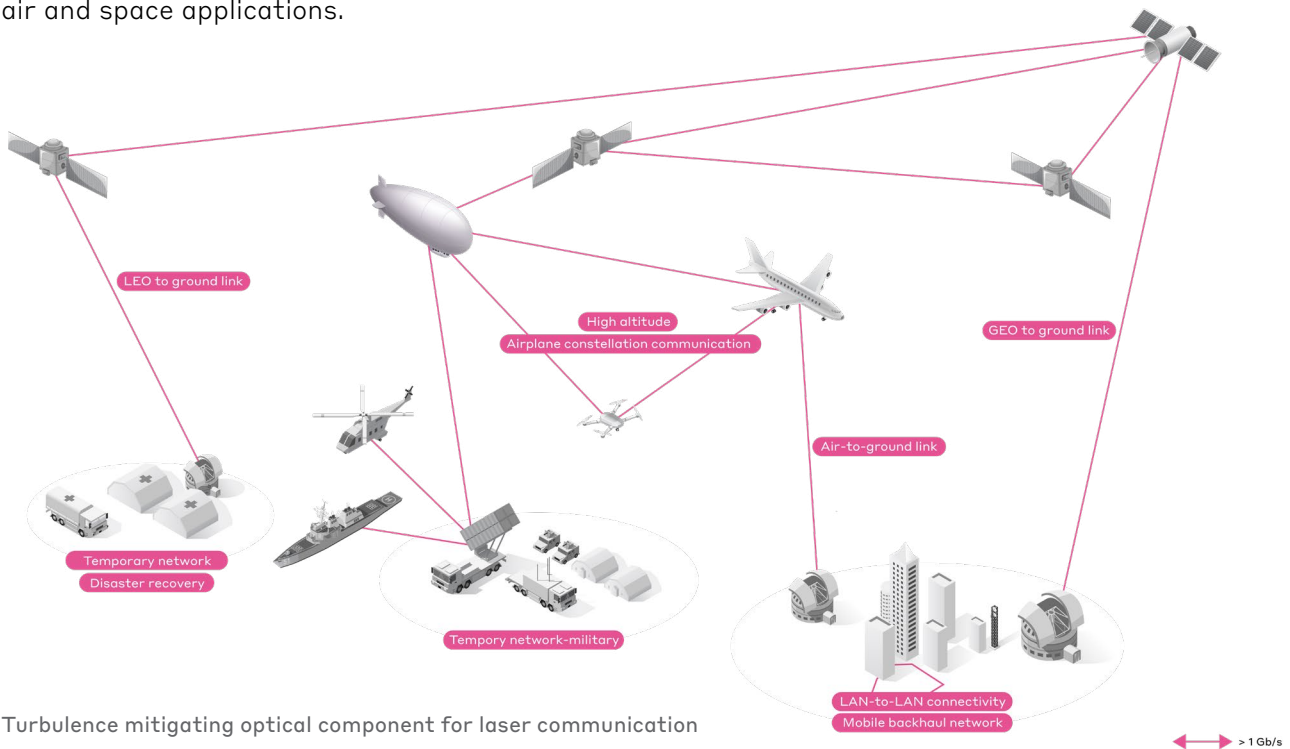 air and space applications.
LEO to ground link
High altitude
Airplane constellation communication
GEO to ground link
Air-to-ground link
Temporary network
Disaster recovery
Tempory network-military
LAN-to-LAN connectivity
Mobile backhaul network
Turbulence mitigating optical component for laser communication
> 1 Gb/s